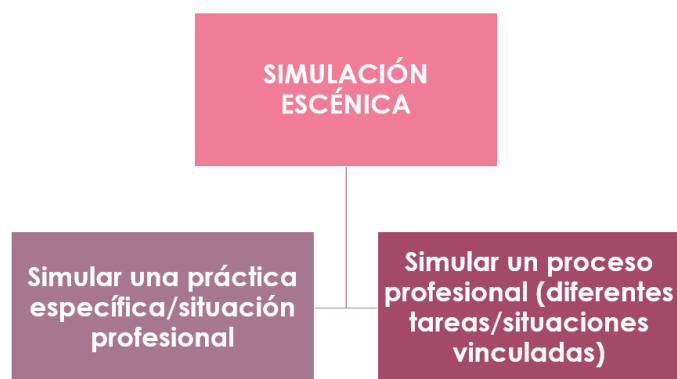 SIMULACIÓN
ESCÉNICA
Simular una práctica
específica/situación
profesional
Simular un proceso
profesional (diferentes
tareas/situaciones
vinculadas)